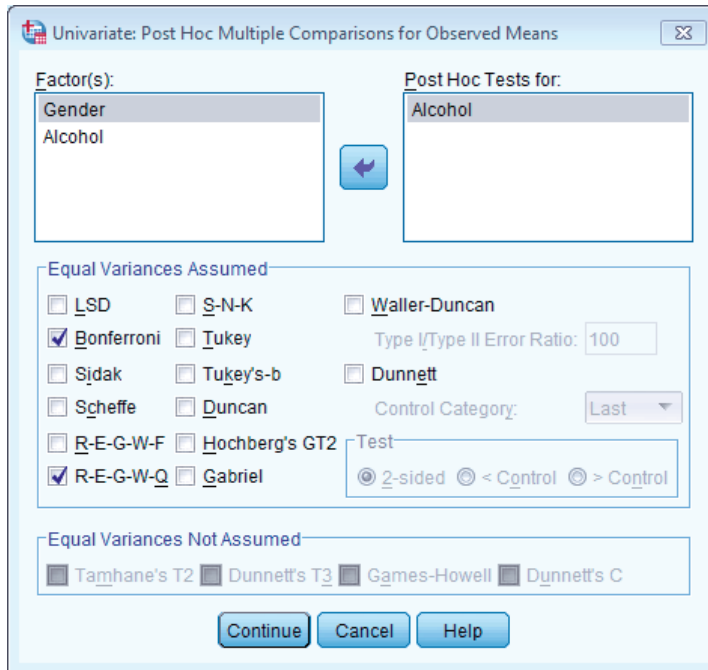 Univariate: Post Hoc Multiple Comparisons for Observed Means
Factor(s):
Gender
Alcohol
Post Hoc Tests for:
Alcohol
Equal Variances Assumed
LSD S-N-K Waller-Duncan
Bonferroni Tukey Type I/Type II Error Ratio: 100
Sidak Tukey's-b Dunnett
Scheffe Duncan Control Category: Last
R-E-G-W-F Hochberg's GT2 Test
R-E-G-W-Q Gabriel 2-sided < Control > Control
Equal Variances Not Assumed
Tamhane's T2 Dunnett's T3 Games-Howell Dunnett's C
Continue Cancel Help